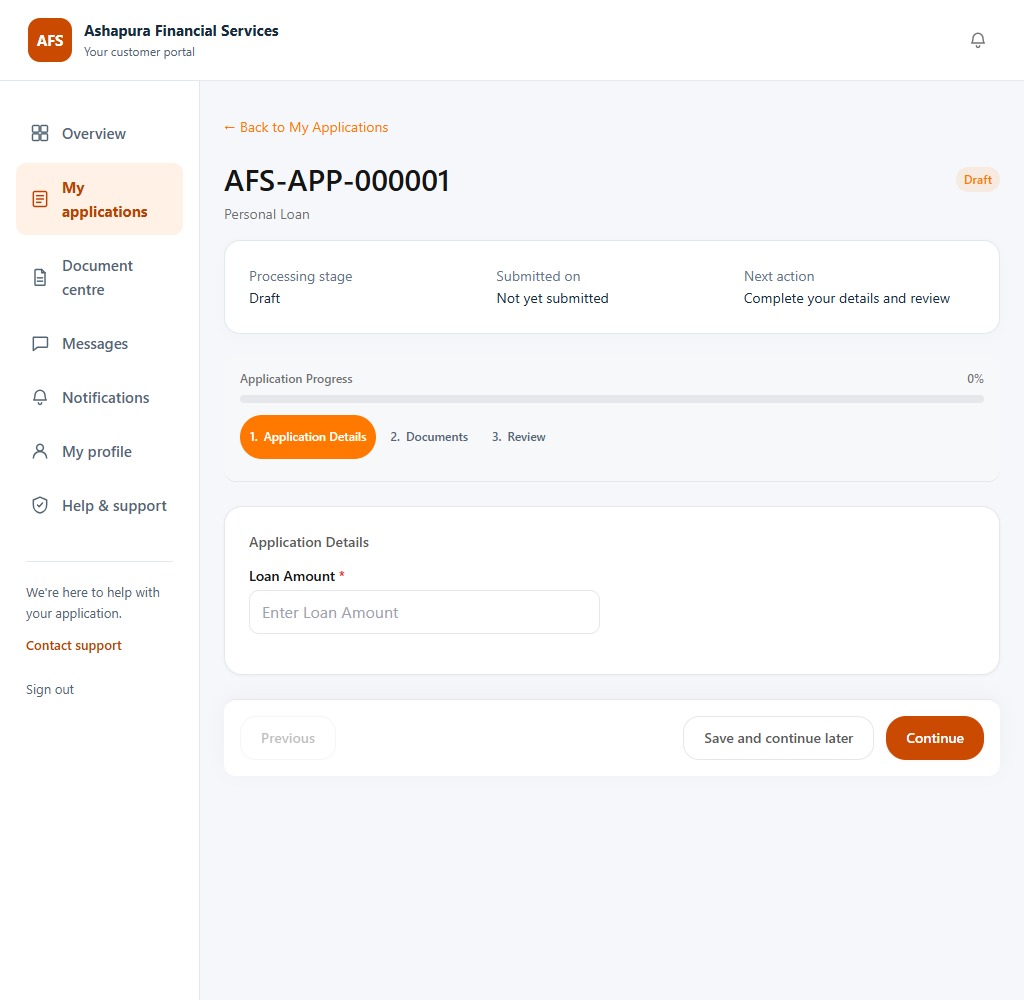 AFS
Ashapura Financial Services
Your customer portal
Overview
My
applications
Document
centre
Messages
Notifications
My profile
Help & support
We're here to help with
your application.
Contact support
Sign out
← Back to My Applications
AFS-APP-000001
Draft
Personal Loan
Processing stage
Draft
Submitted on
Not yet submitted
Next action
Complete your details and review
Application Progress
0%
1. Application Details
2. Documents
3. Review
Application Details
Loan Amount *
Enter Loan Amount
Previous
Save and continue later
Continue